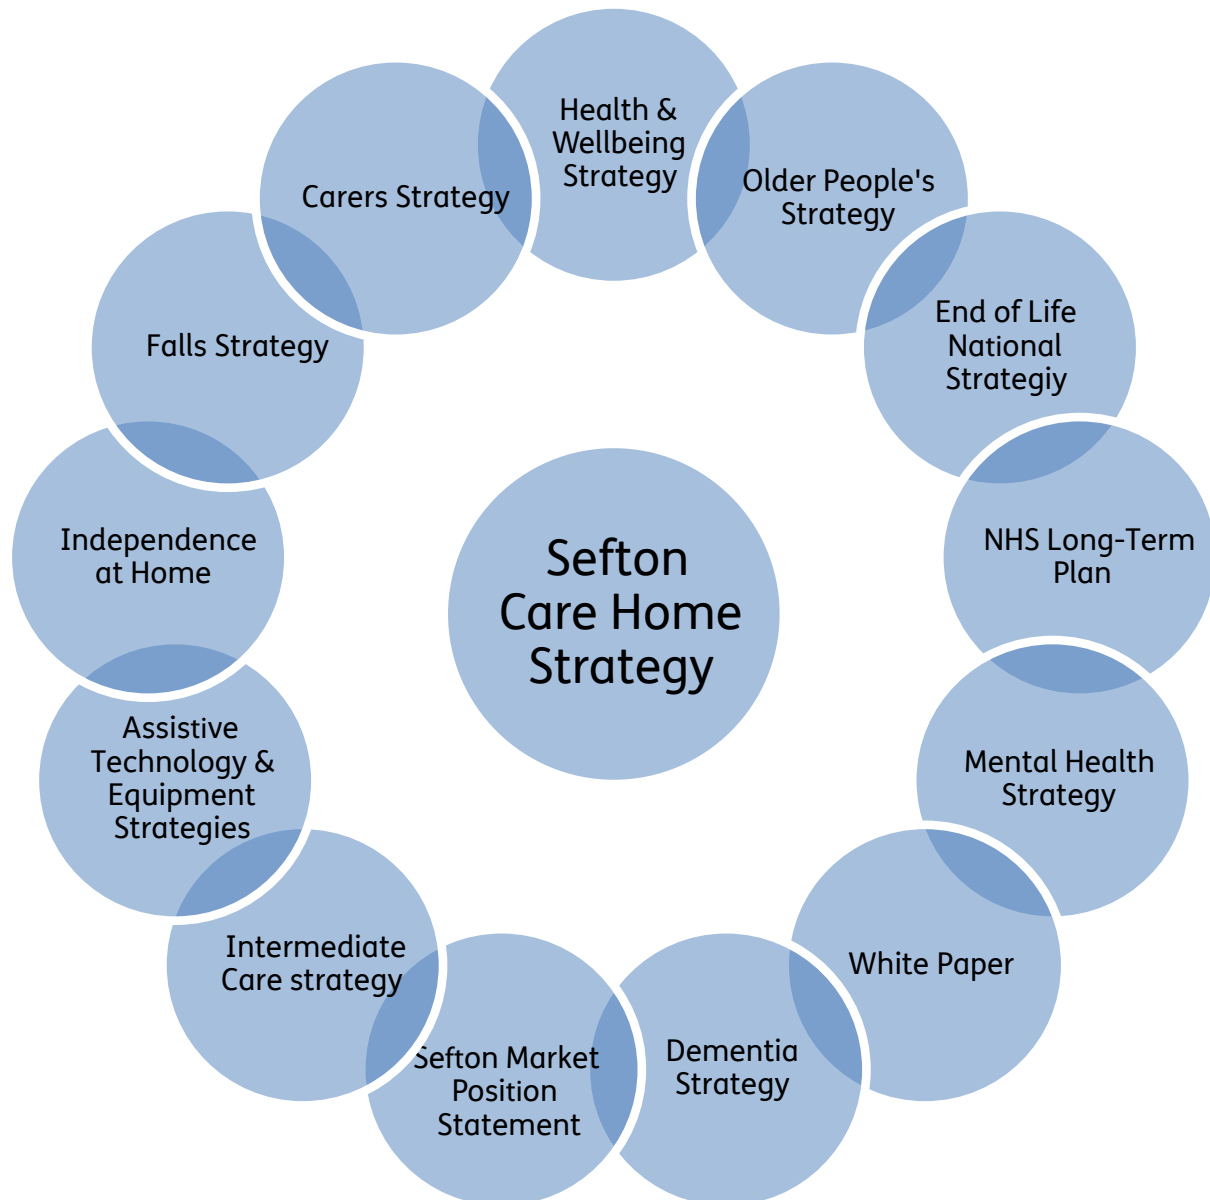 Health &
Wellbeing
Strategy
Older People's
Strategy
End of Life
National
Strategiy
NHS Long-Term
Plan
Mental Health
Strategy
White Paper
Dementia
Strategy
Sefton Market
Position
Statement
Intermediate
Care strategy
Assistive
Technology &
Equipment
Strategies
Independence
at Home
Falls Strategy
Carers Strategy
Sefton
Care Home
Strategy